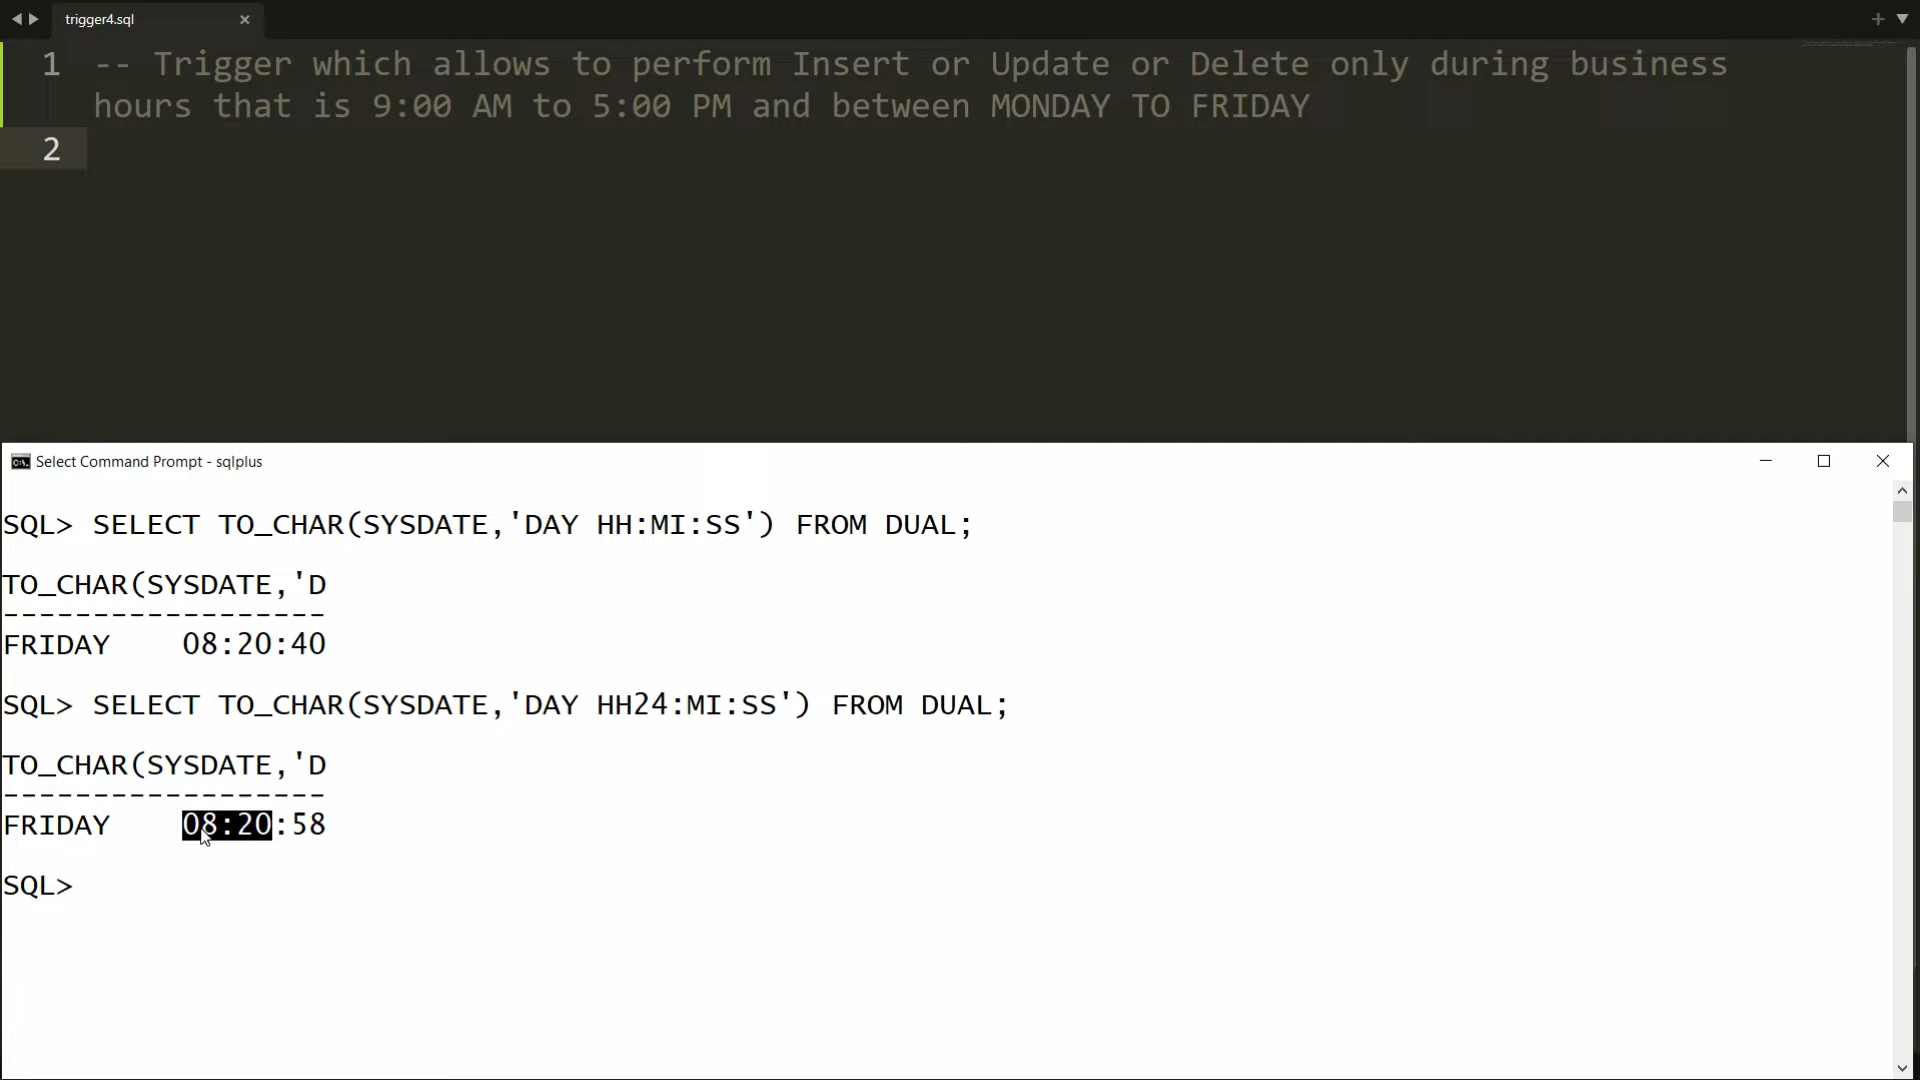 trigger4.sql
1 -- Trigger which allows to perform Insert or Update or Delete only during business
hours that is 9:00 AM to 5:00 PM and between MONDAY TO FRIDAY
2
Select Command Prompt - sqlplus
SQL> SELECT TO_CHAR(SYSDATE,'DAY HH:MI:SS') FROM DUAL;
TO_CHAR(SYSDATE,'D
------------------
FRIDAY    08:20:40
SQL> SELECT TO_CHAR(SYSDATE,'DAY HH24:MI:SS') FROM DUAL;
TO_CHAR(SYSDATE,'D
------------------
FRIDAY    08:20:58
SQL>